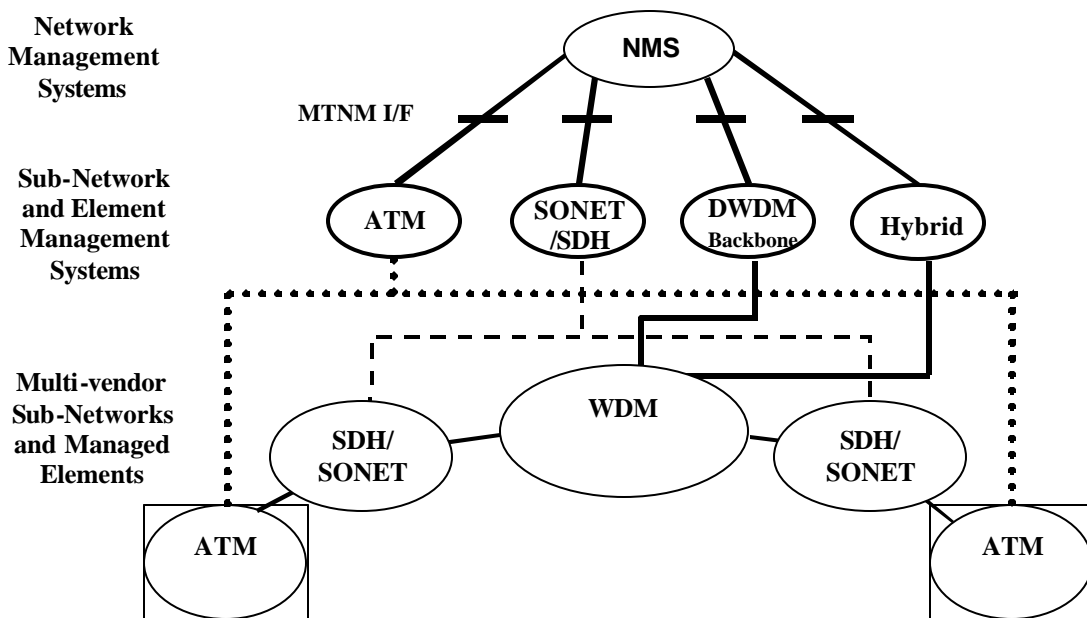 Network
Management
Systems
NMS
MTNM I/F
Sub-Network
and Element
Management
Systems
ATM
SONET
/SDH
DWDM
Backbone
Hybrid
Multi-vendor
Sub-Networks
and Managed
Elements
WDM
SDH/
SONET
SDH/
SONET
ATM
ATM